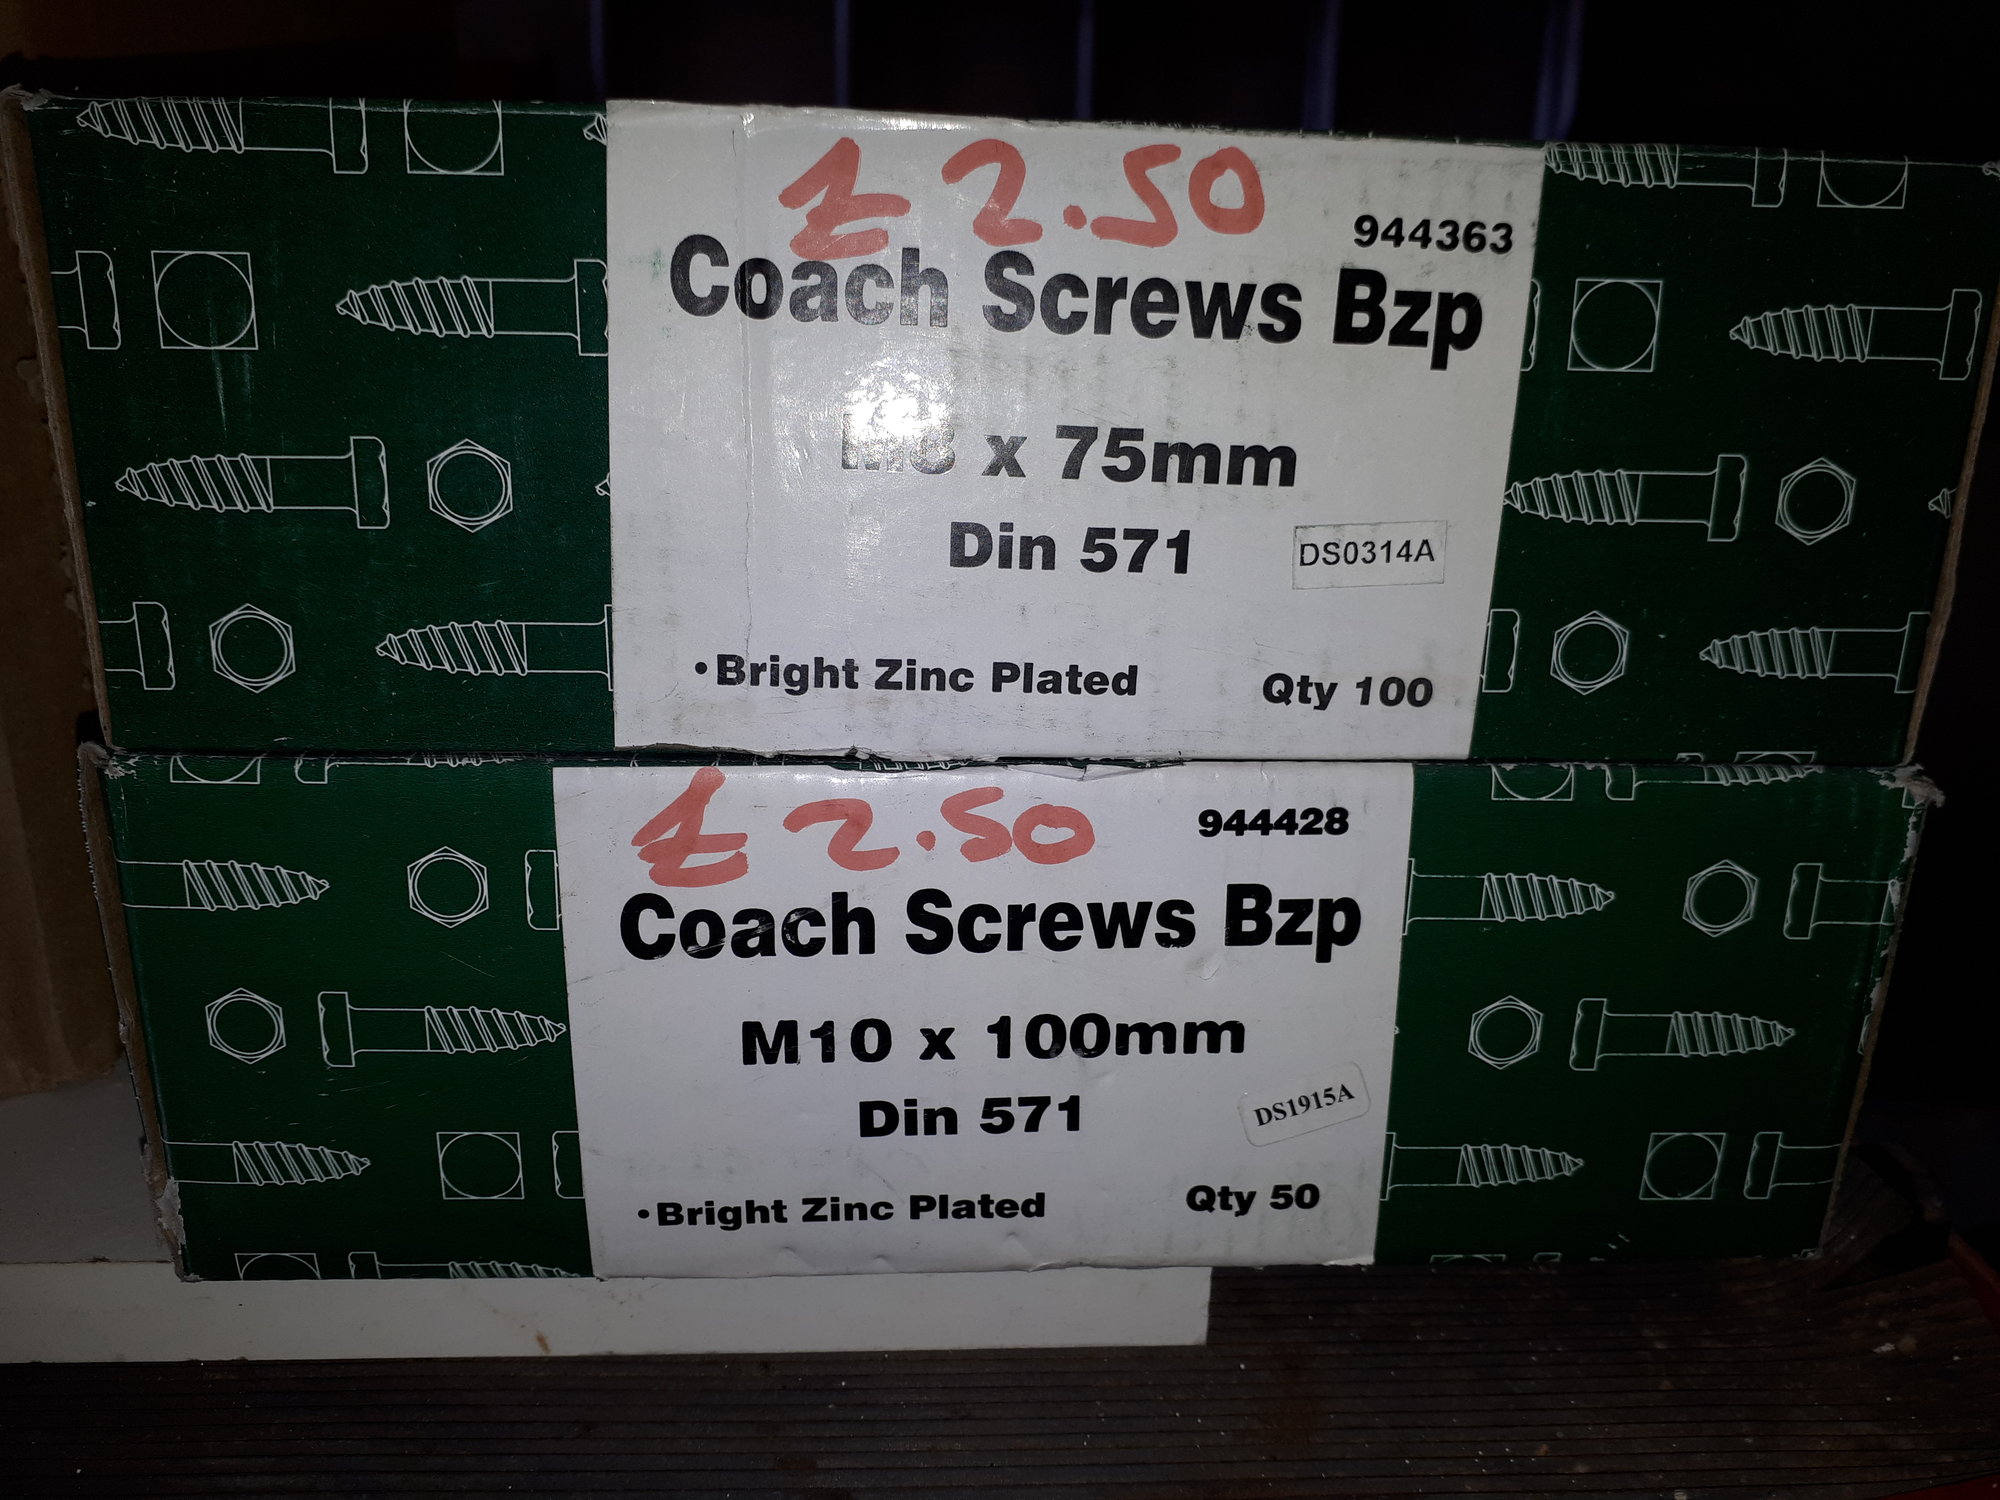 £ 2.50
944363
Coach Screws Bzp
M8 x 75mm
Din 571
DS0314A
•Bright Zinc Plated
Qty 100
£ 2.50
944428
Coach Screws Bzp
M10 x 100mm
Din 571
DS1915A
•Bright Zinc Plated
Qty 50